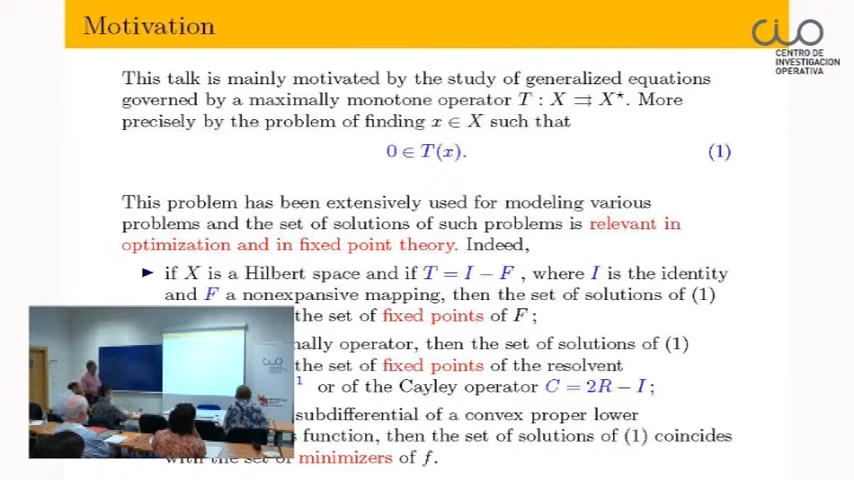 Motivation
CENTRO DE
INVESTIGACION
OPERATIVA
This talk is mainly motivated by the study of generalized equations
governed by a maximally monotone operator T : X ⇉ X⋆. More
precisely by the problem of finding x ∈ X such that
0 ∈ T(x). (1)
This problem has been extensively used for modeling various
problems and the set of solutions of such problems is relevant in
optimization and in fixed point theory. Indeed,
► if X is a Hilbert space and if T = I − F , where I is the identity
and F a nonexpansive mapping, then the set of solutions of (1)
the set of fixed points of F;
nally operator, then the set of solutions of (1)
the set of fixed points of the resolvent
1 or of the Cayley operator C = 2R − I;
subdifferential of a convex proper lower
function, then the set of solutions of (1) coincides
with the set of minimizers of f.